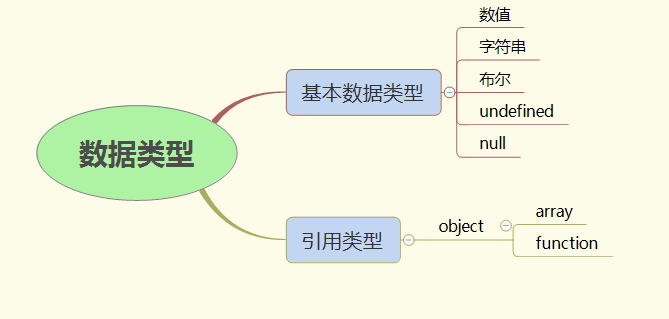 数据类型
基本数据类型
数值
字符串
布尔
undefined
null
引用类型
object
array
function